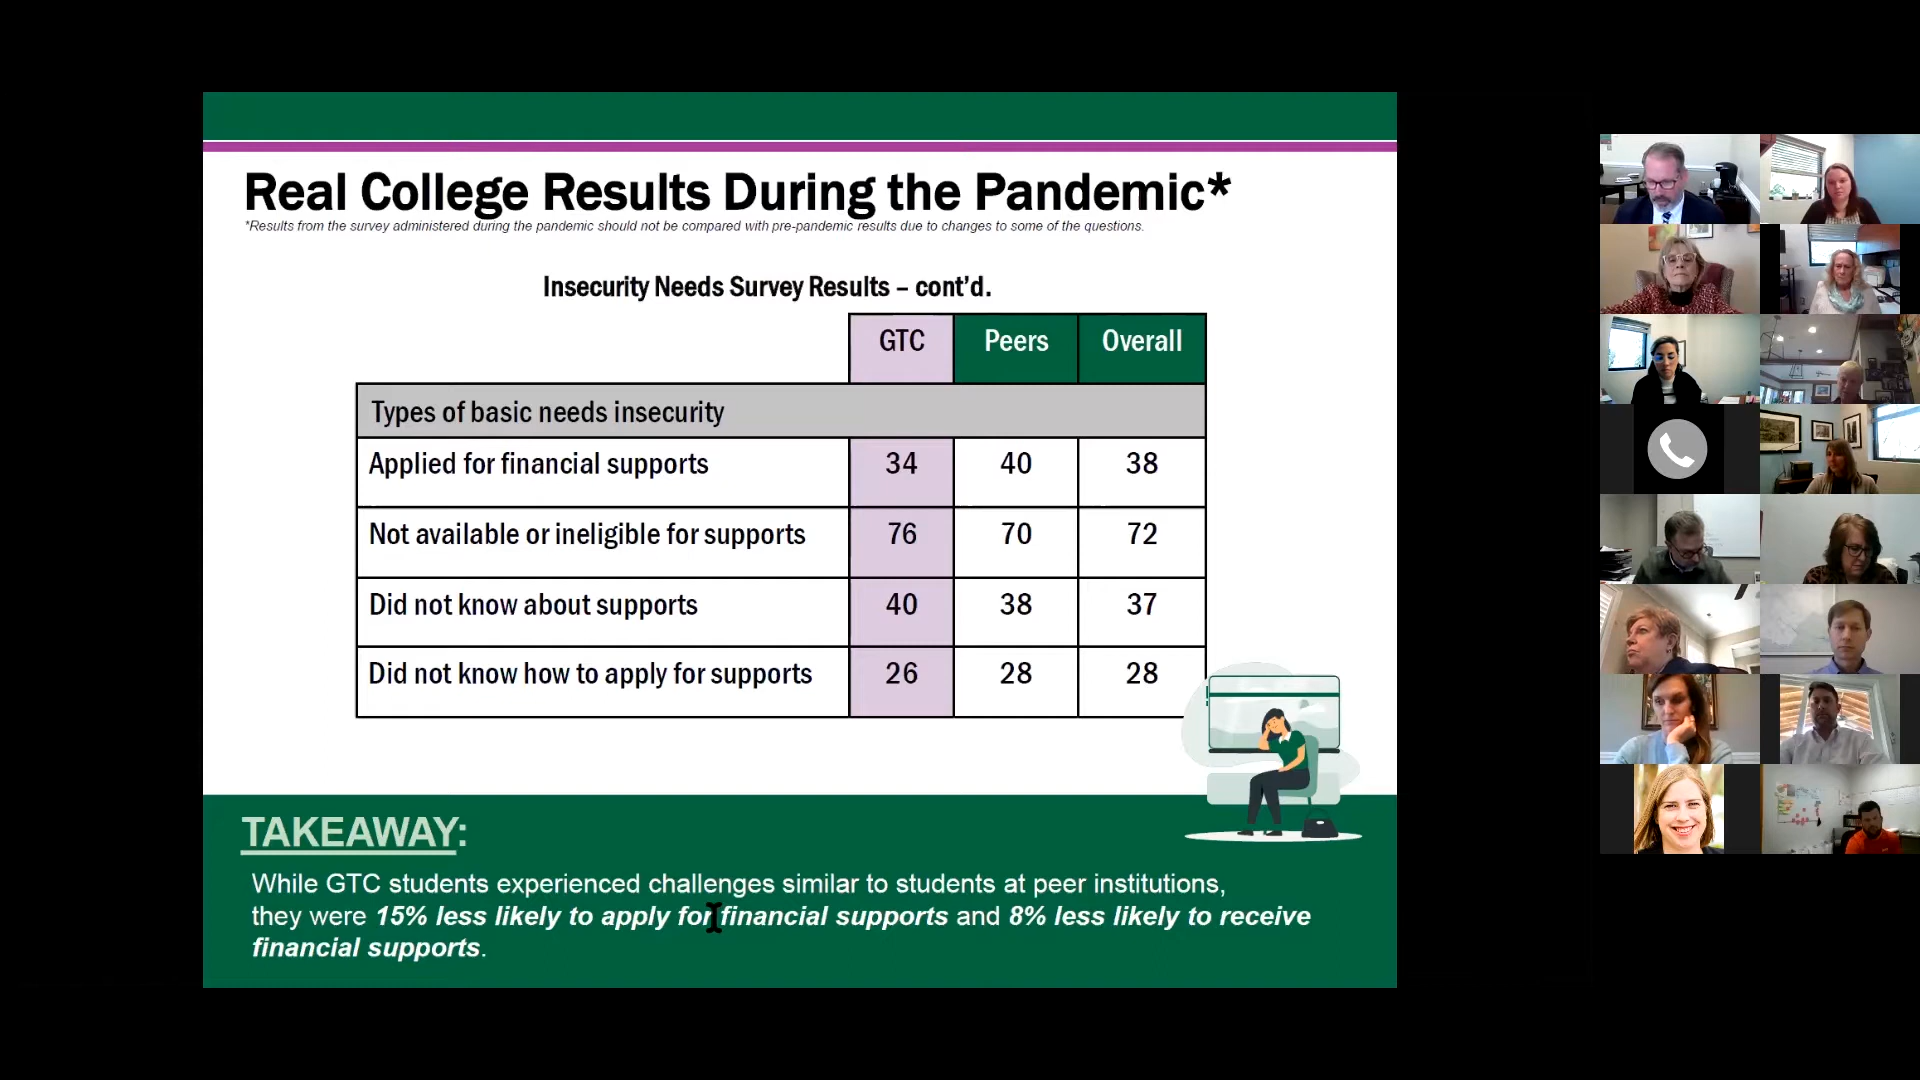 Real College Results During the Pandemic*
*Results from the survey administered during the pandemic should not be compared with pre-pandemic results due to changes to some of the questions.
Insecurity Needs Survey Results – cont’d.
GTC Peers Overall
Types of basic needs insecurity
Applied for financial supports 34 40 38
Not available or ineligible for supports 76 70 72
Did not know about supports 40 38 37
Did not know how to apply for supports 26 28 28
TAKEAWAY:
While GTC students experienced challenges similar to students at peer institutions,
they were 15% less likely to apply for financial supports and 8% less likely to receive
financial supports.